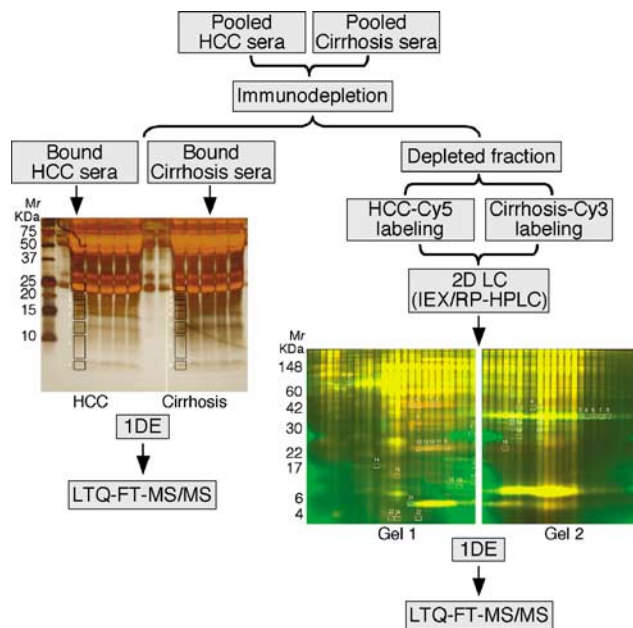 Pooled HCC sera
Pooled Cirrhosis sera
Immunodepletion
Bound HCC sera
Bound Cirrhosis sera
Depleted fraction
HCC-Cy5 labeling
Cirrhosis-Cy3 labeling
2D LC (IEX/RP-HPLC)
Mr KDa
75
50
37
25
20
15
10
HCC
Cirrhosis
1DE
LTQ-FT-MS/MS
Mr KDa
148
60
42
30
22
17
6
4
Gel 1
Gel 2
1DE
LTQ-FT-MS/MS